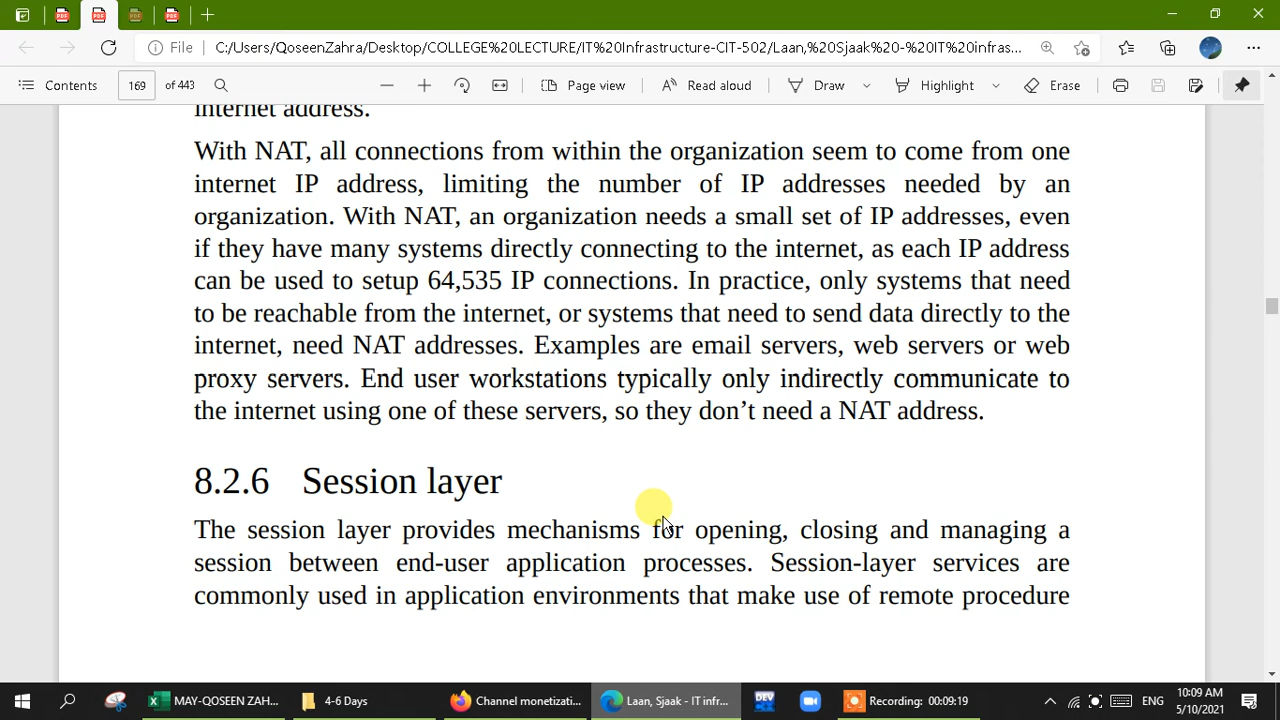 File
C:/Users/QoseenZahra/Desktop/COLLEGE%20LECTURE/IT%20Infrastructure-CIT-502/Laan,%20Sjaak%20-%20IT%20infras...
Contents 169 of 443 Page view Read aloud Draw Highlight Erase
internet address.
With NAT, all connections from within the organization seem to come from one
internet IP address, limiting the number of IP addresses needed by an
organization. With NAT, an organization needs a small set of IP addresses, even
if they have many systems directly connecting to the internet, as each IP address
can be used to setup 64,535 IP connections. In practice, only systems that need
to be reachable from the internet, or systems that need to send data directly to the
internet, need NAT addresses. Examples are email servers, web servers or web
proxy servers. End user workstations typically only indirectly communicate to
the internet using one of these servers, so they don’t need a NAT address.
8.2.6 Session layer
The session layer provides mechanisms for opening, closing and managing a
session between end-user application processes. Session-layer services are
commonly used in application environments that make use of remote procedure
MAY-QOSEEN ZAH... 4-6 Days Channel monetizati... Laan, Sjaak - IT infr... DEV Recording: 00:09:19 ENG 10:09 AM
5/10/2021